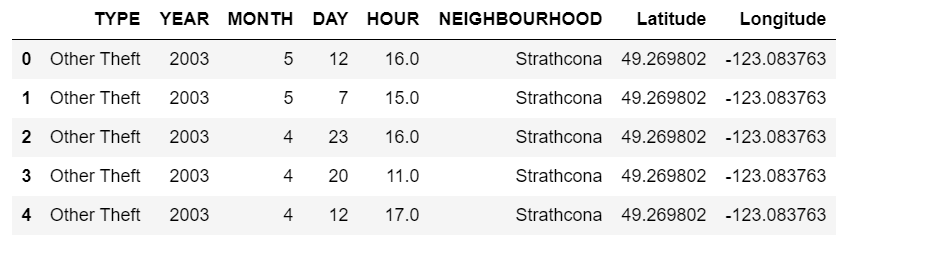 TYPE YEAR MONTH DAY HOUR NEIGHBOURHOOD Latitude Longitude
0 Other Theft 2003 5 12 16.0 Strathcona 49.269802 -123.083763
1 Other Theft 2003 5 7 15.0 Strathcona 49.269802 -123.083763
2 Other Theft 2003 4 23 16.0 Strathcona 49.269802 -123.083763
3 Other Theft 2003 4 20 11.0 Strathcona 49.269802 -123.083763
4 Other Theft 2003 4 12 17.0 Strathcona 49.269802 -123.083763